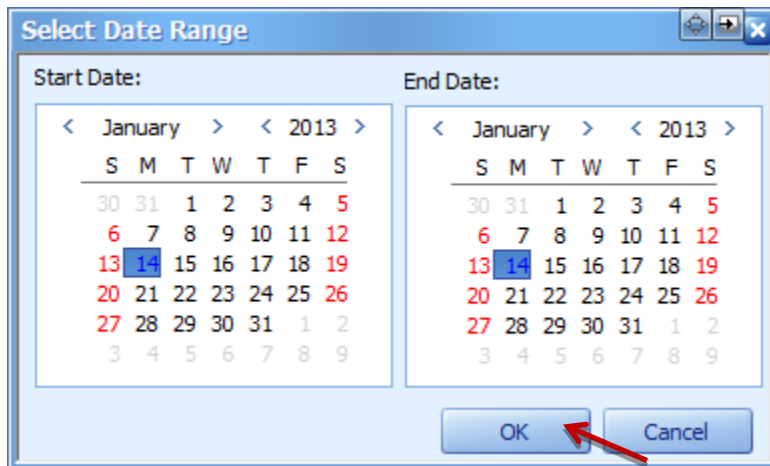 Select Date Range
Start Date:
< January > < 2013 >
S M T W T F S
30 31 1 2 3 4 5
6 7 8 9 10 11 12
13 14 15 16 17 18 19
20 21 22 23 24 25 26
27 28 29 30 31 1 2
3 4 5 6 7 8 9
End Date:
< January > < 2013 >
S M T W T F S
30 31 1 2 3 4 5
6 7 8 9 10 11 12
13 14 15 16 17 18 19
20 21 22 23 24 25 26
27 28 29 30 31 1 2
3 4 5 6 7 8 9
OK
Cancel